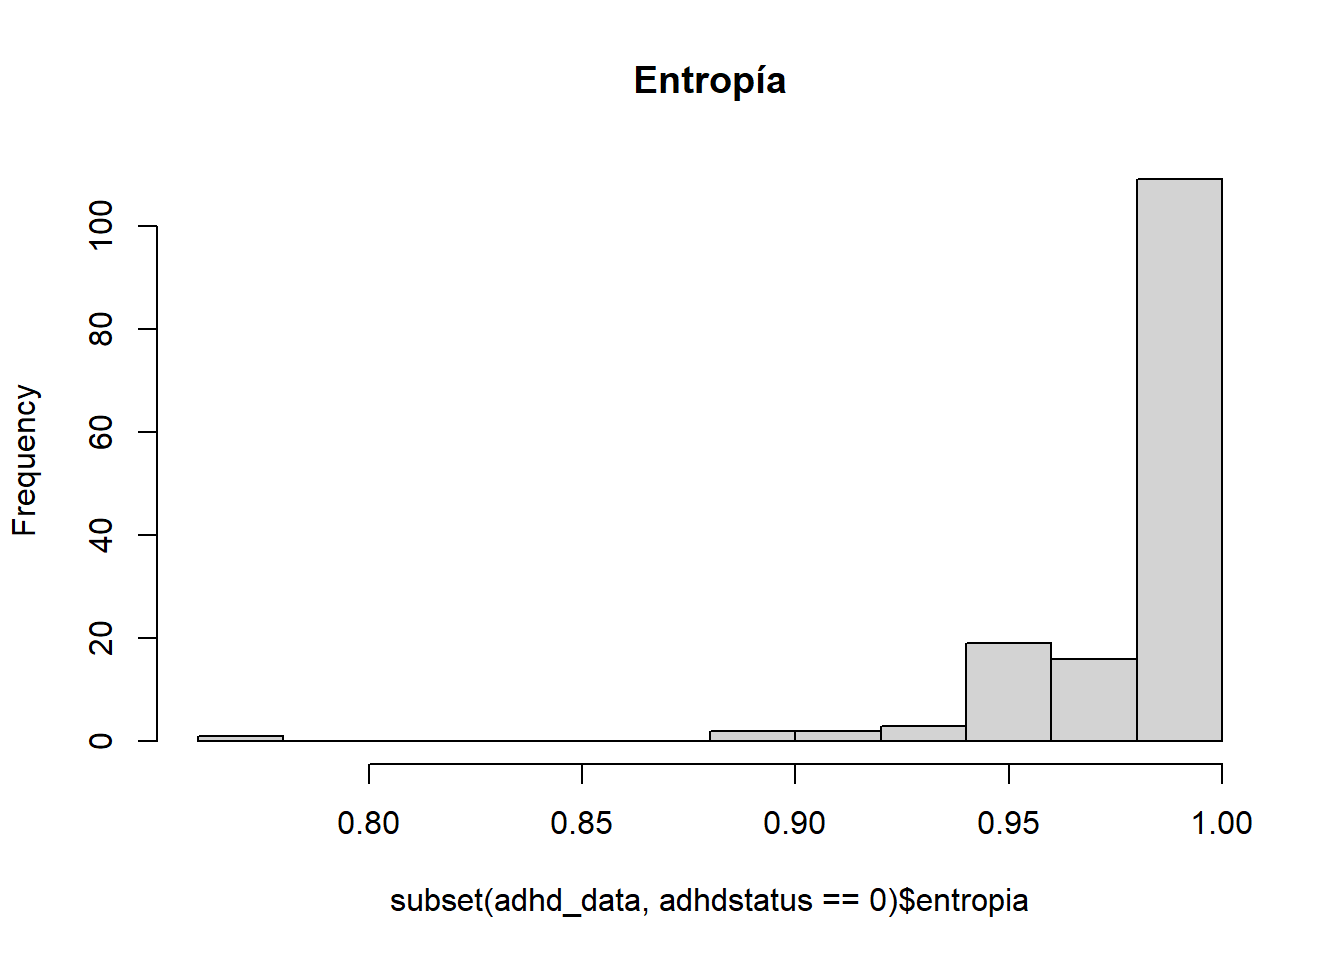 Entropía
Frequency
0 20 40 60 80 100
0.80 0.85 0.90 0.95 1.00
subset(adhd_data, adhdstatus == 0)$entropia